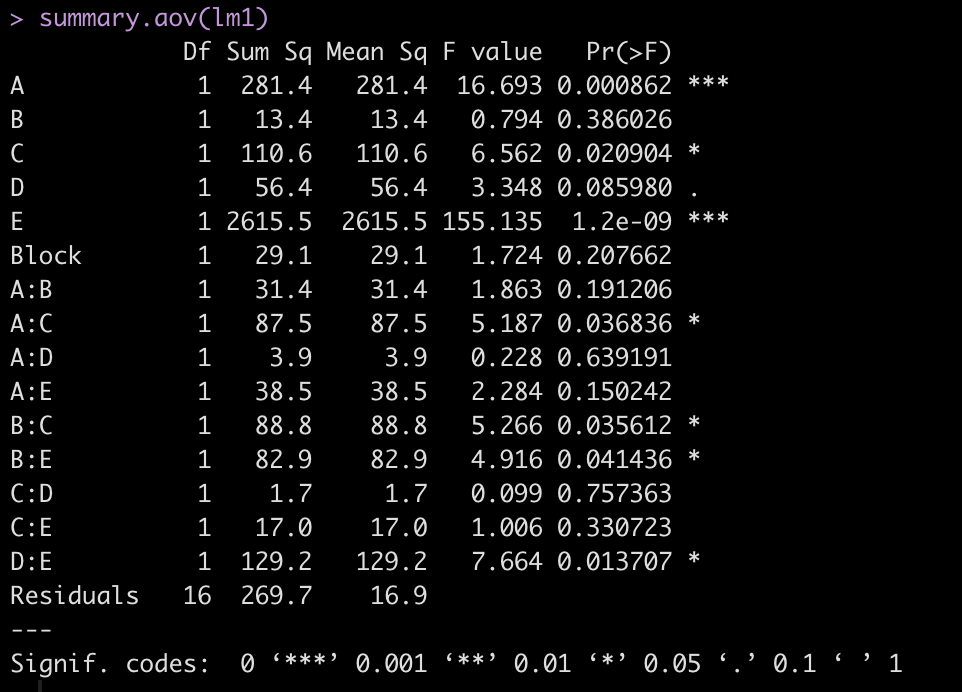 > summary.aov(lm1)
            Df Sum Sq Mean Sq F value   Pr(>F)
A            1  281.4   281.4  16.693 0.000862 ***
B            1   13.4    13.4   0.794 0.386026
C            1  110.6   110.6   6.562 0.020904 *
D            1   56.4    56.4   3.348 0.085980 .
E            1 2615.5  2615.5 155.135  1.2e-09 ***
Block        1   29.1    29.1   1.724 0.207662
A:B          1   31.4    31.4   1.863 0.191206
A:C          1   87.5    87.5   5.187 0.036836 *
A:D          1    3.9     3.9   0.228 0.639191
A:E          1   38.5    38.5   2.284 0.150242
B:C          1   88.8    88.8   5.266 0.035612 *
B:E          1   82.9    82.9   4.916 0.041436 *
C:D          1    1.7     1.7   0.099 0.757363
C:E          1   17.0    17.0   1.006 0.330723
D:E          1  129.2   129.2   7.664 0.013707 *
Residuals   16  269.7    16.9
---
Signif. codes:  0 ‘***’ 0.001 ‘**’ 0.01 ‘*’ 0.05 ‘.’ 0.1 ‘ ’ 1